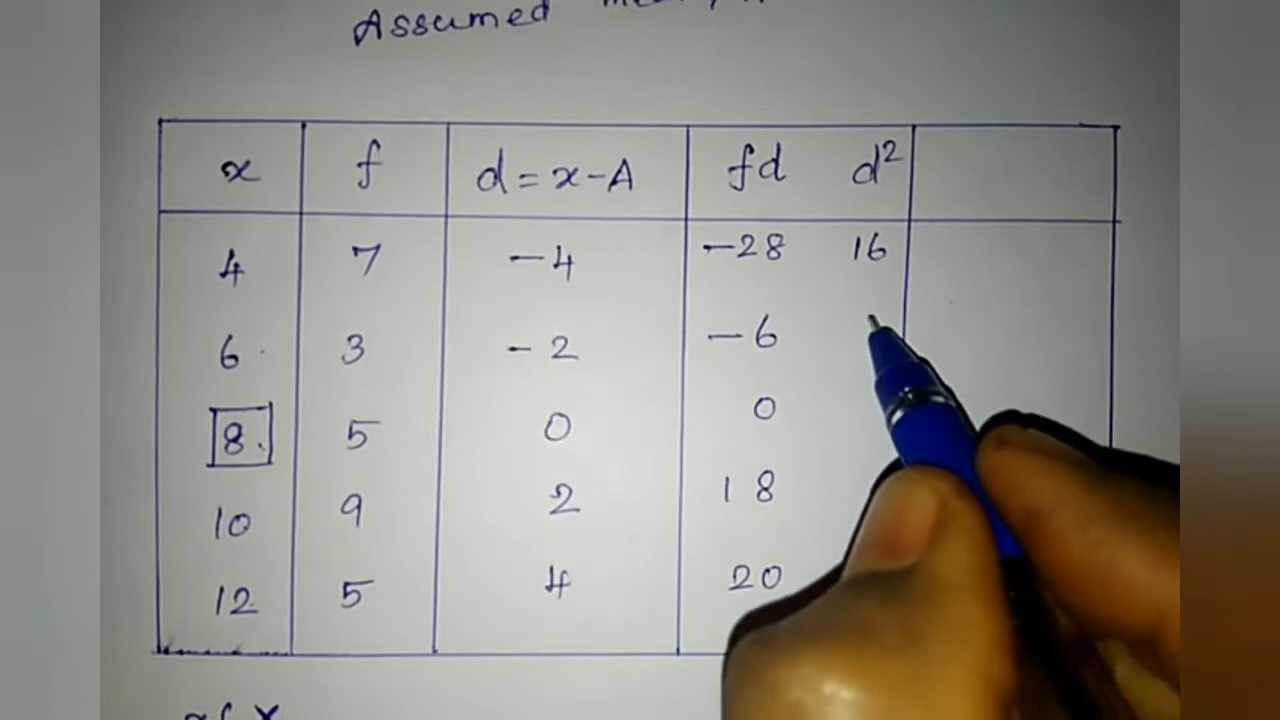 Assumed
x f d = x - A fd d²
4 7 -4 -28 16
6 3 -2 -6
8 5 0 0
10 9 2 18
12 5 4 20